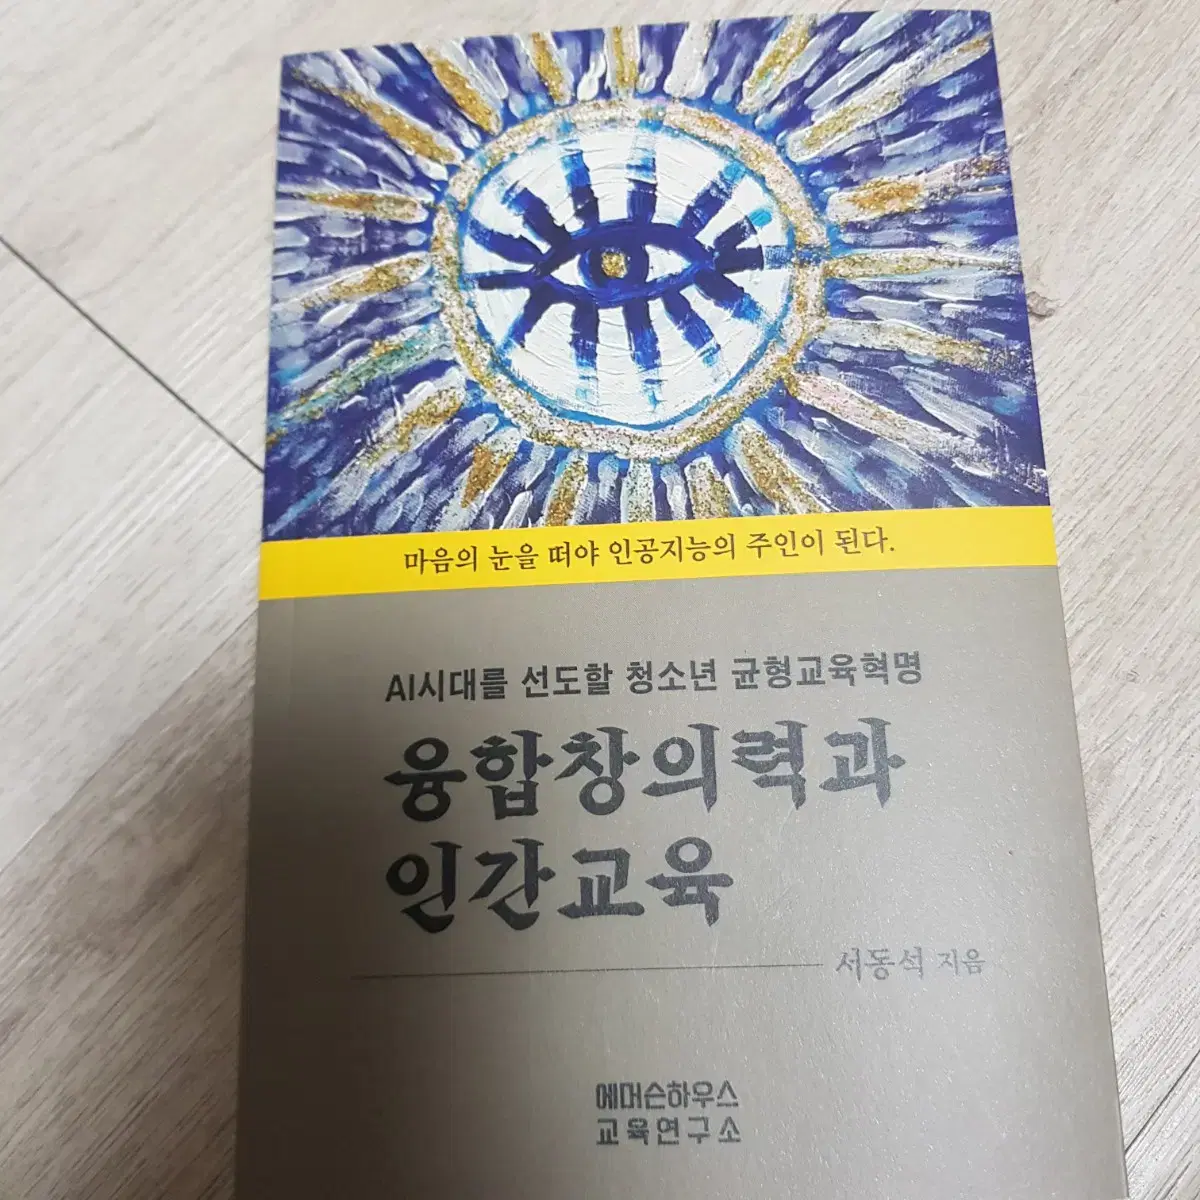 마음의 눈을 떠야 인공지능의 주인이 된다.
AI시대를 선도할 청소년 균형교육혁명
융합창의력과
인간교육
서동석 지음
에머슨하우스
교육연구소